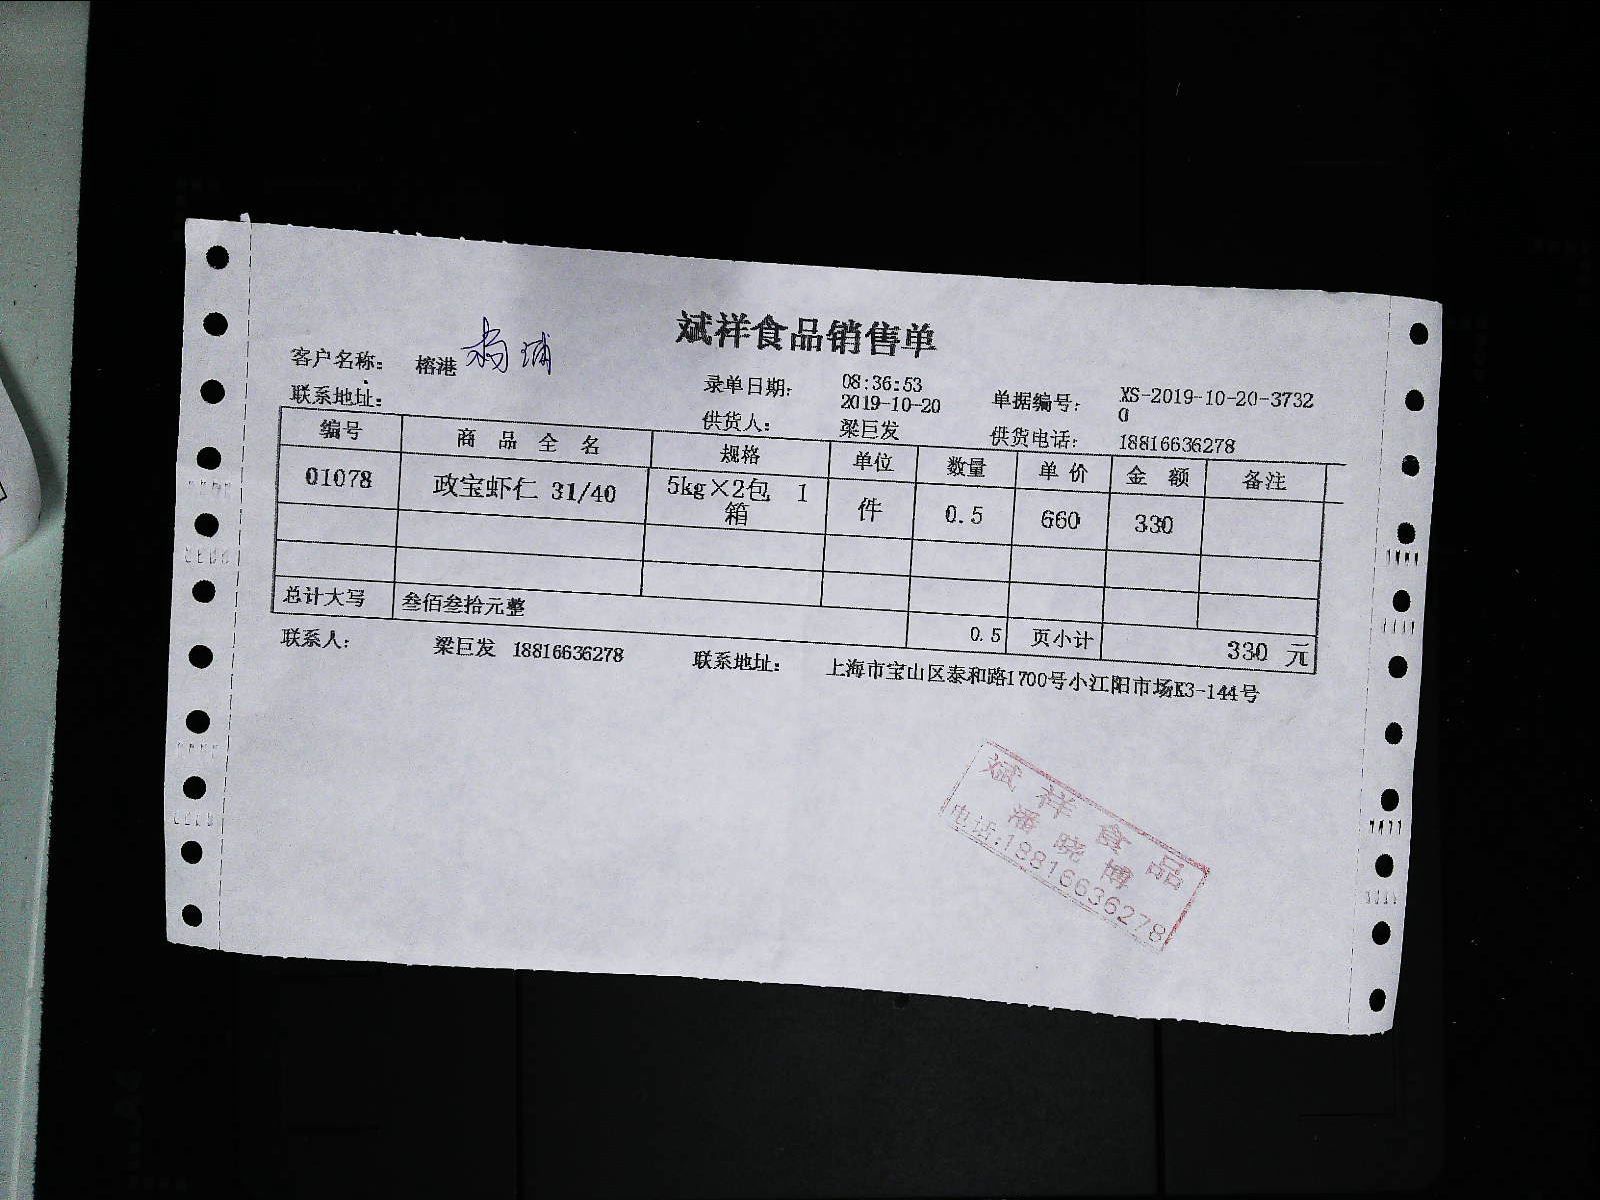 斌祥食品销售单
客户名称： 榕港 杨浦
录单日期： 08:36:53 2019-10-20
单据编号： XS-2019-10-20-37320
联系地址：
供货人： 梁巨发
供货电话： 18816636278
编号 商品全名 规格 单位 数量 单价 金额 备注
01078 政宝虾仁 31/40 5kg×2包 1箱 件 0.5 660 330
总计大写 叁佰叁拾元整 0.5 页小计 330 元
联系人： 梁巨发 18816636278 联系地址： 上海市宝山区泰和路1700号小江阳市场K3-144号
斌祥食品
潘晓博
电话:18816636278